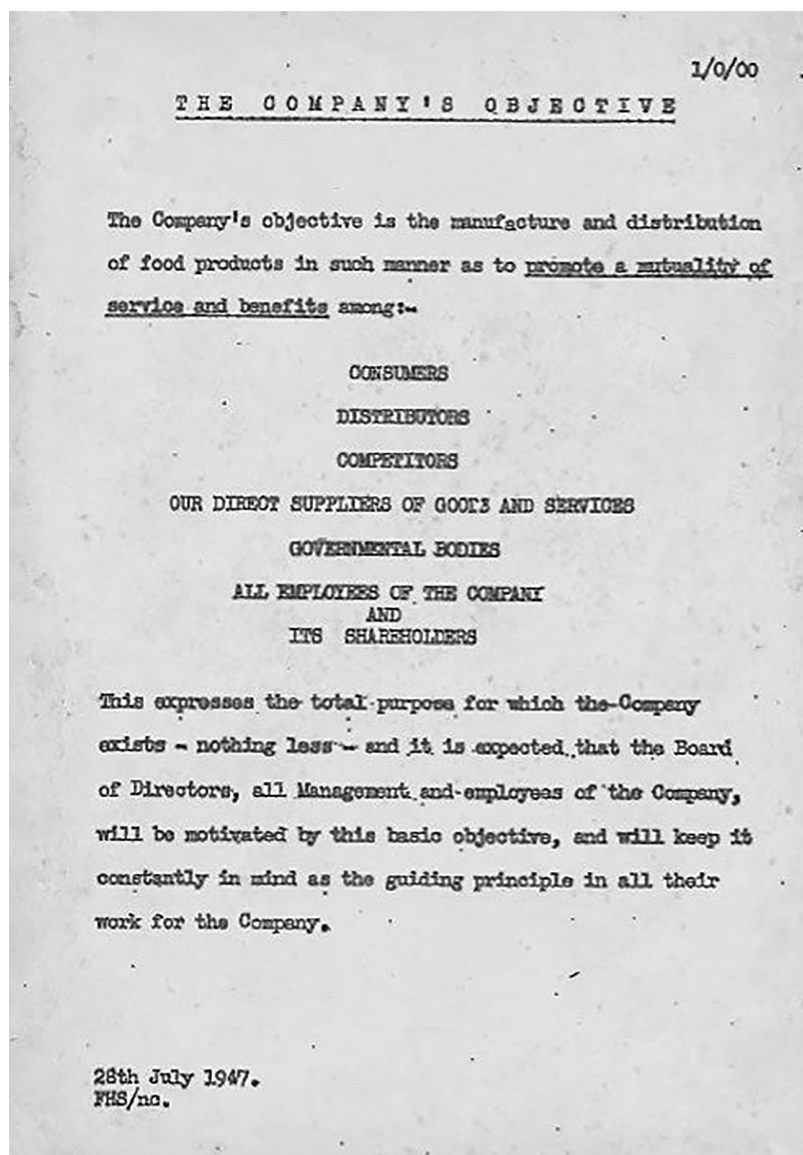 1/0/00
THE COMPANY'S OBJECTIVE
The Company's objective is the manufacture and distribution
of food products in such manner as to promote a mutuality of
service and benefits among:-
CONSUMERS
DISTRIBUTORS
COMPETITORS
OUR DIRECT SUPPLIERS OF GOODS AND SERVICES
GOVERNMENTAL BODIES
ALL EMPLOYEES OF THE COMPANY
AND
ITS SHAREHOLDERS
This expresses the total purpose for which the Company
exists - nothing less - and it is expected that the Board
of Directors, all Management and employees of the Company,
will be motivated by this basic objective, and will keep it
constantly in mind as the guiding principle in all their
work for the Company.
28th July 1947.
FHS/nc.